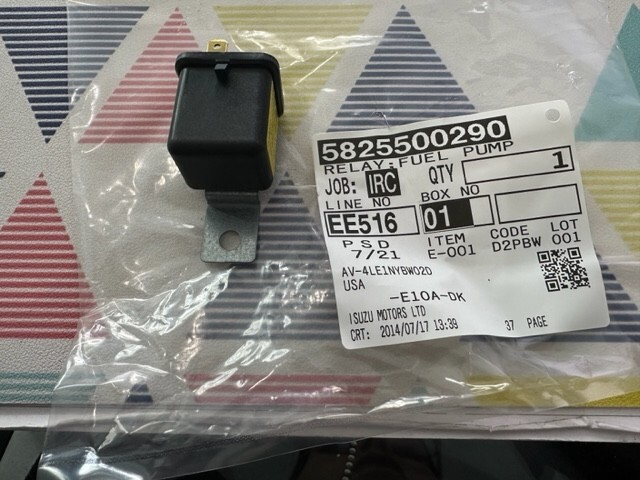 5825500290
RELAY:FUEL PUMP
JOB: IRC QTY 1
LINE NO BOX NO
EE516 01
PSD ITEM CODE LOT
7/21 E-001 D2PBW 001
AV-4LE1NYBW02D
USA
-E10A-DK
ISUZU MOTORS LTD
CRT: 2014/07/17 13:39 37 PAGE